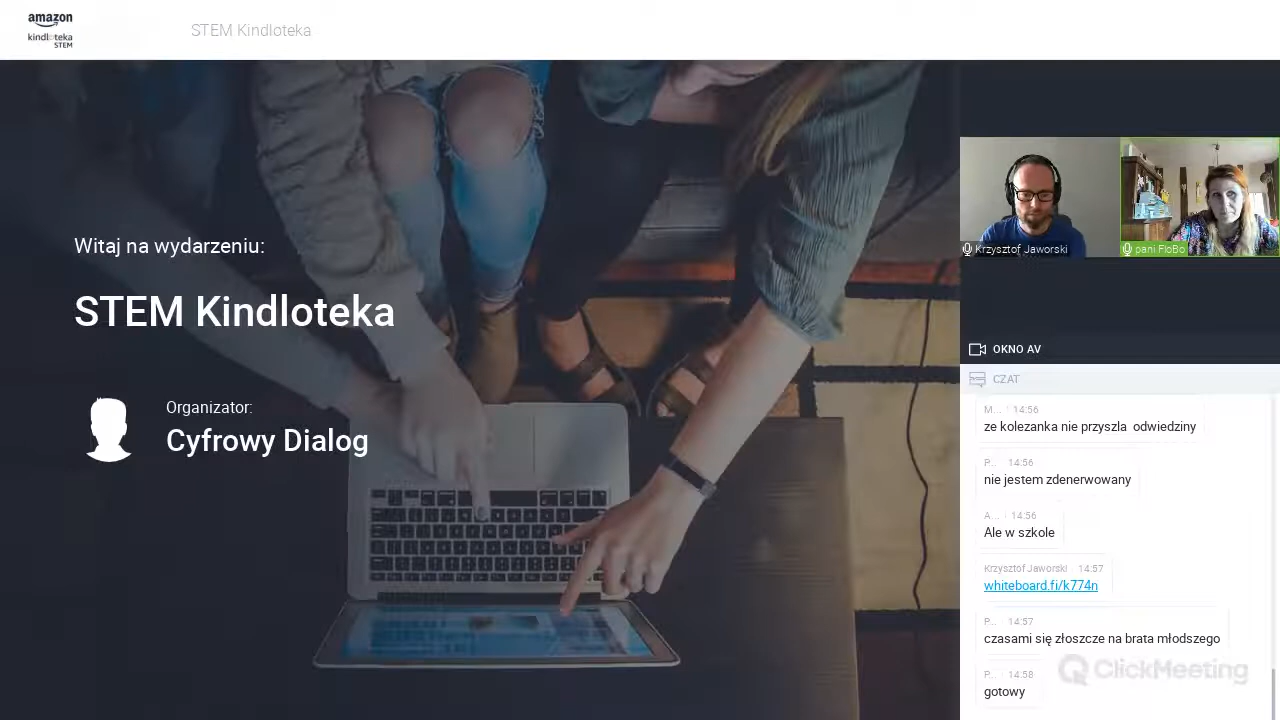 amazon
kindloteka
STEM
STEM Kindloteka
Witaj na wydarzeniu:
STEM Kindloteka
Organizator:
Cyfrowy Dialog
Krzysztof Jaworski
pani FloBo
OKNO AV
CZAT
M... 14:56
ze kolezanka nie przyszla odwiedziny
P... 14:56
nie jestem zdenerwowany
A... 14:56
Ale w szkole
Krzysztof Jaworski 14:57
whiteboard.fi/k774n
P... 14:57
czasami się złoszcze na brata młodszego
ClickMeeting
P... 14:58
gotowy